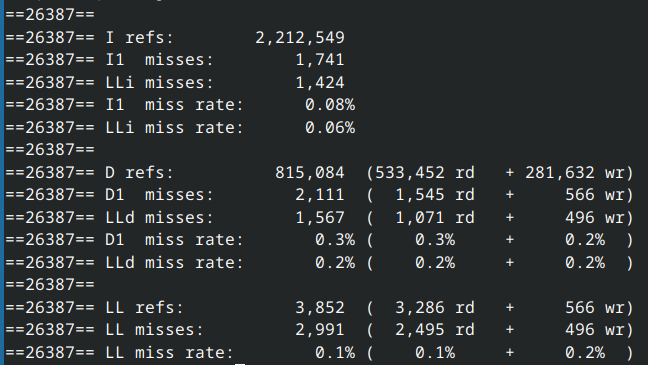 ==26387==
==26387== I refs:        2,212,549
==26387== I1  misses:        1,741
==26387== LLi misses:        1,424
==26387== I1  miss rate:      0.08%
==26387== LLi miss rate:      0.06%
==26387==
==26387== D refs:          815,084  (533,452 rd   + 281,632 wr)
==26387== D1  misses:        2,111  (  1,545 rd   +     566 wr)
==26387== LLd misses:        1,567  (  1,071 rd   +     496 wr)
==26387== D1  miss rate:       0.3% (    0.3%     +     0.2%  )
==26387== LLd miss rate:       0.2% (    0.2%     +     0.2%  )
==26387==
==26387== LL refs:           3,852  (  3,286 rd   +     566 wr)
==26387== LL misses:         2,991  (  2,495 rd   +     496 wr)
==26387== LL miss rate:        0.1% (    0.1%     +     0.2%  )